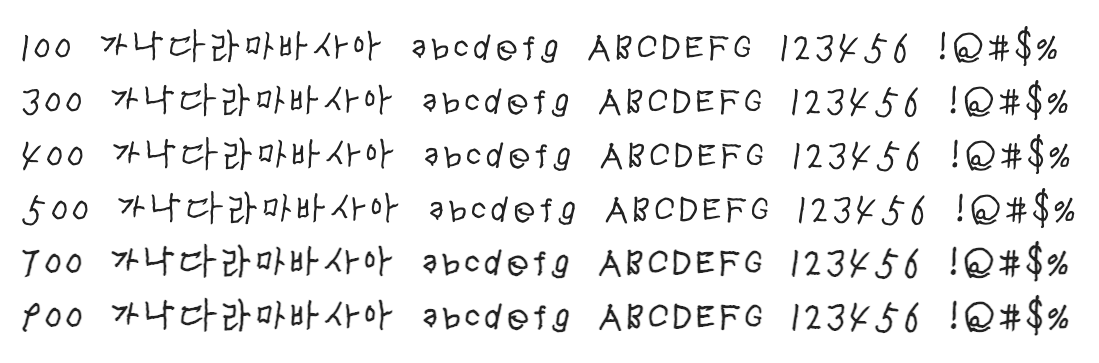 100 가나다라마바사아 abcdefg ABCDEFG 123456 !@#$%
300 가나다라마바사아 abcdefg ABCDEFG 123456 !@#$%
400 가나다라마바사아 abcdefg ABCDEFG 123456 !@#$%
500 가나다라마바사아 abcdefg ABCDEFG 123456 !@#$%
700 가나다라마바사아 abcdefg ABCDEFG 123456 !@#$%
900 가나다라마바사아 abcdefg ABCDEFG 123456 !@#$%